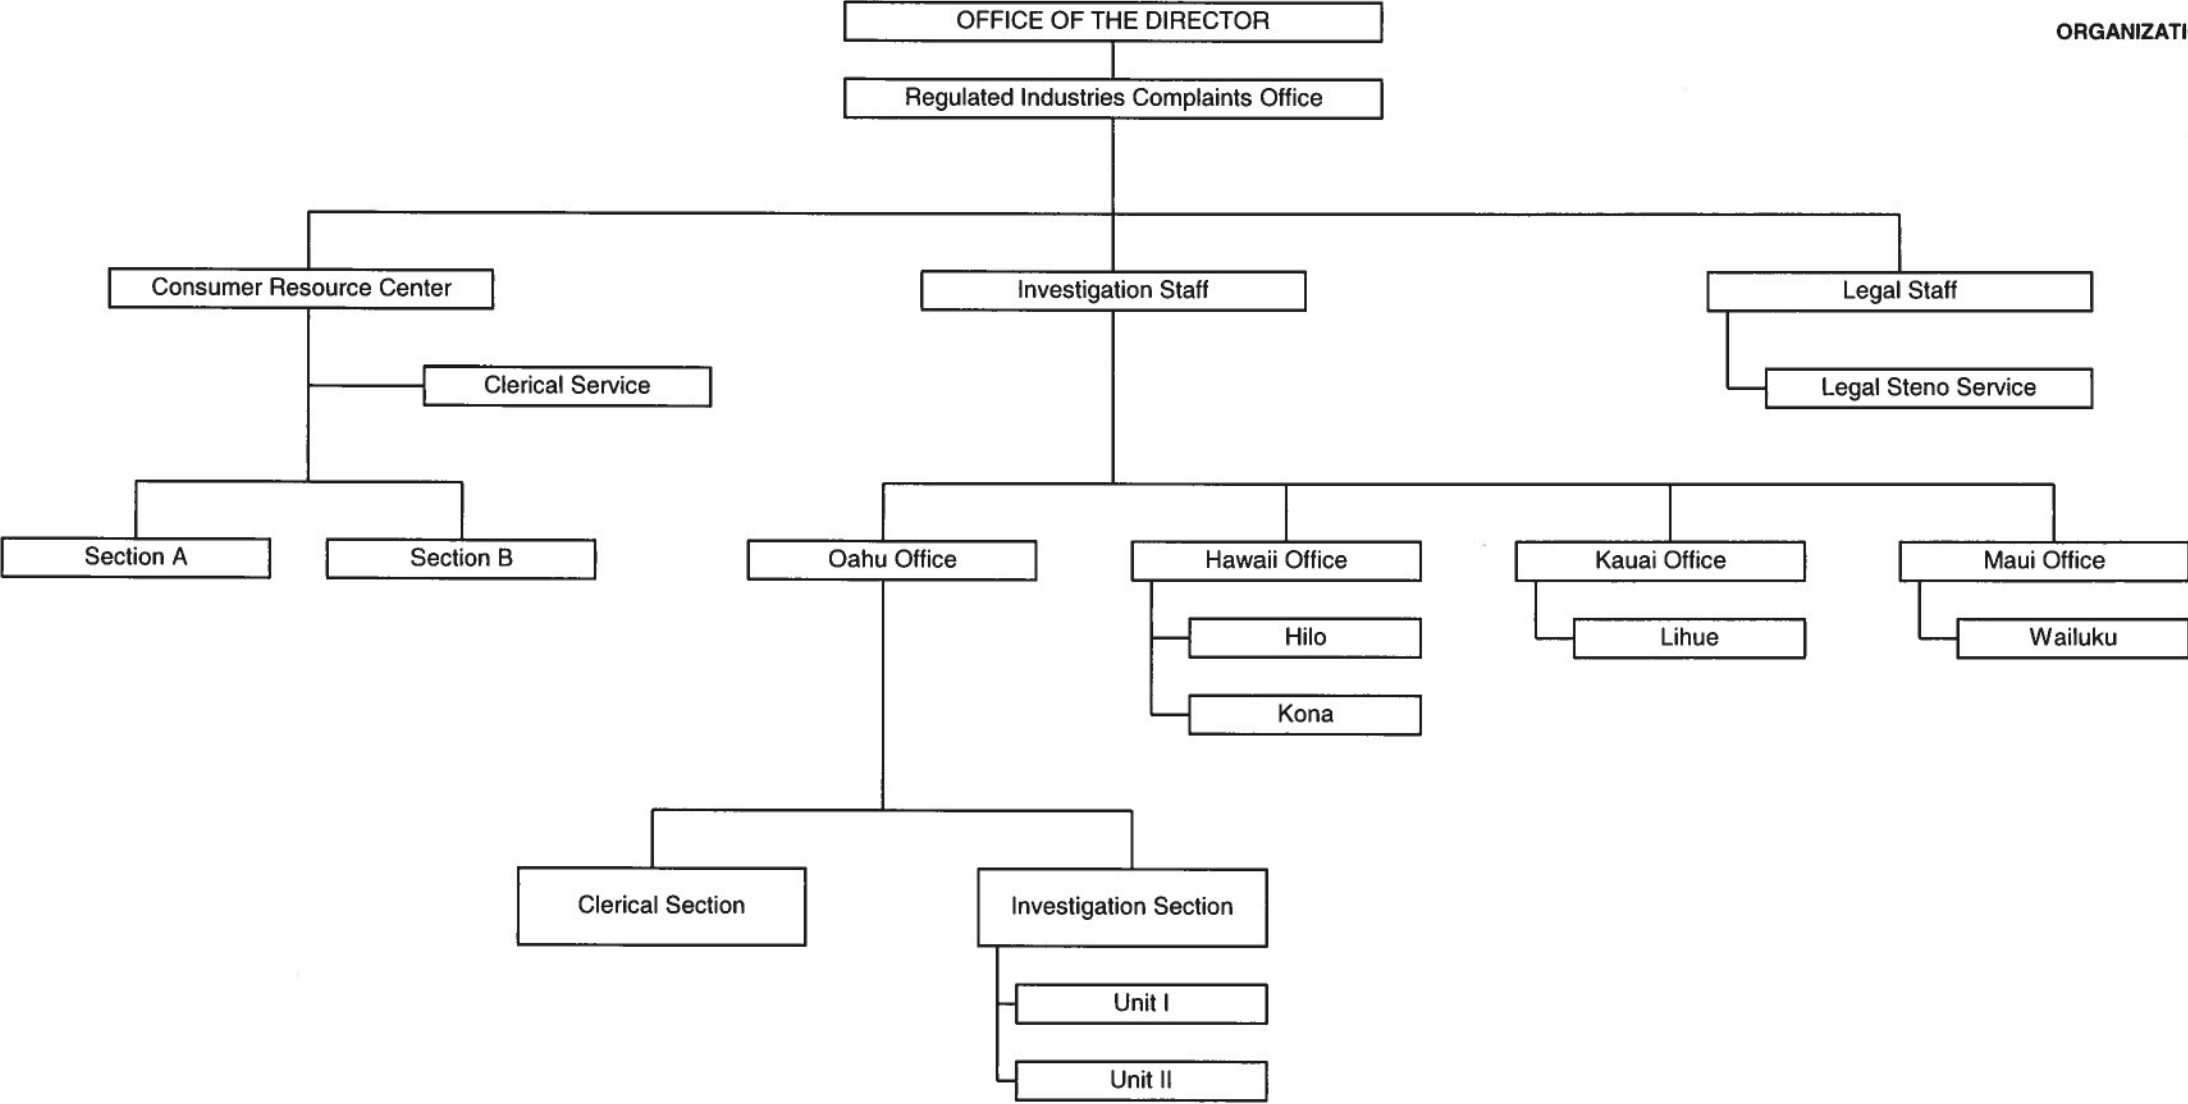 OFFICE OF THE DIRECTOR
ORGANIZATI
Regulated Industries Complaints Office
Consumer Resource Center
Investigation Staff
Legal Staff
Clerical Service
Legal Steno Service
Section A
Section B
Oahu Office
Hawaii Office
Kauai Office
Maui Office
Hilo
Lihue
Wailuku
Kona
Clerical Section
Investigation Section
Unit I
Unit II